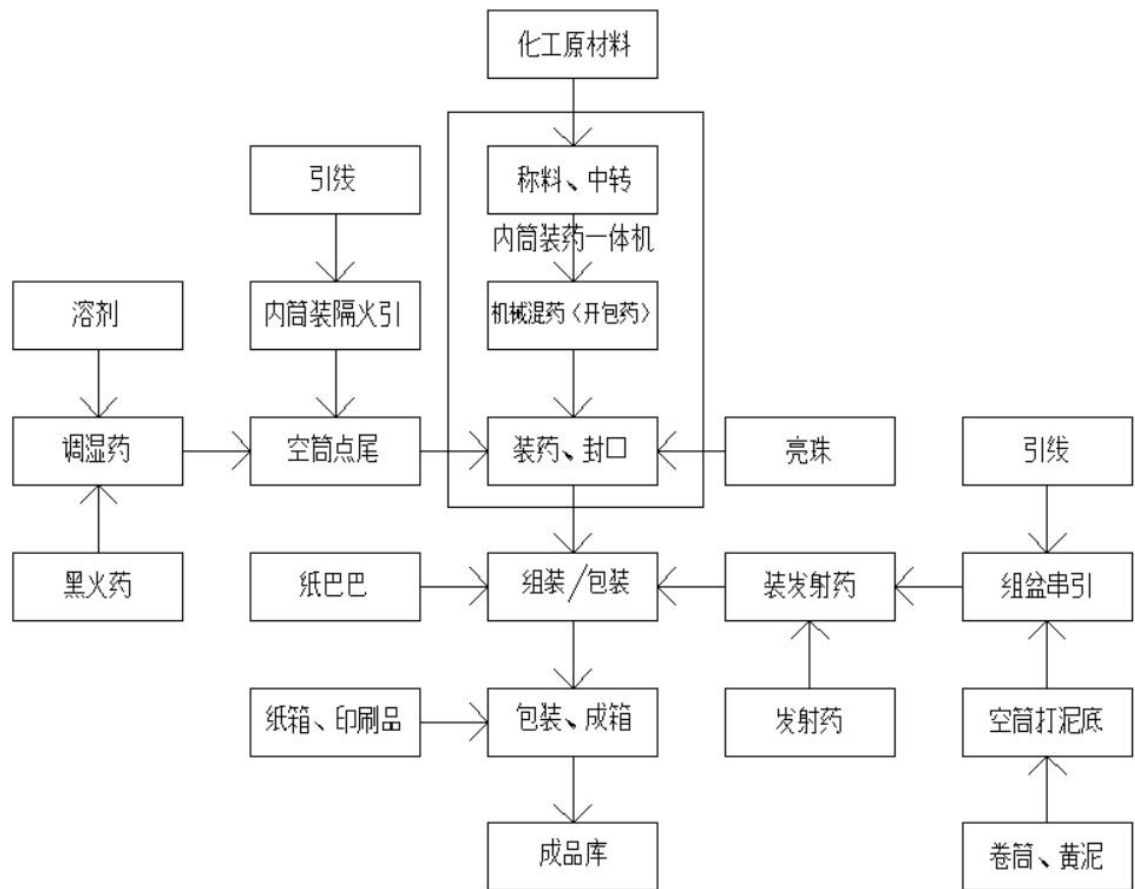 化工原材料
引线
称料、中转
内筒装药一体机
溶剂
内筒装隔火引
机械混药〈开包药〉
调湿药
空筒点尾
装药、封口
亮珠
引线
黑火药
纸巴巴
组装/包装
装发射药
组盆串引
纸箱、印刷品
包装、成箱
发射药
空筒打泥底
成品库
卷筒、黄泥